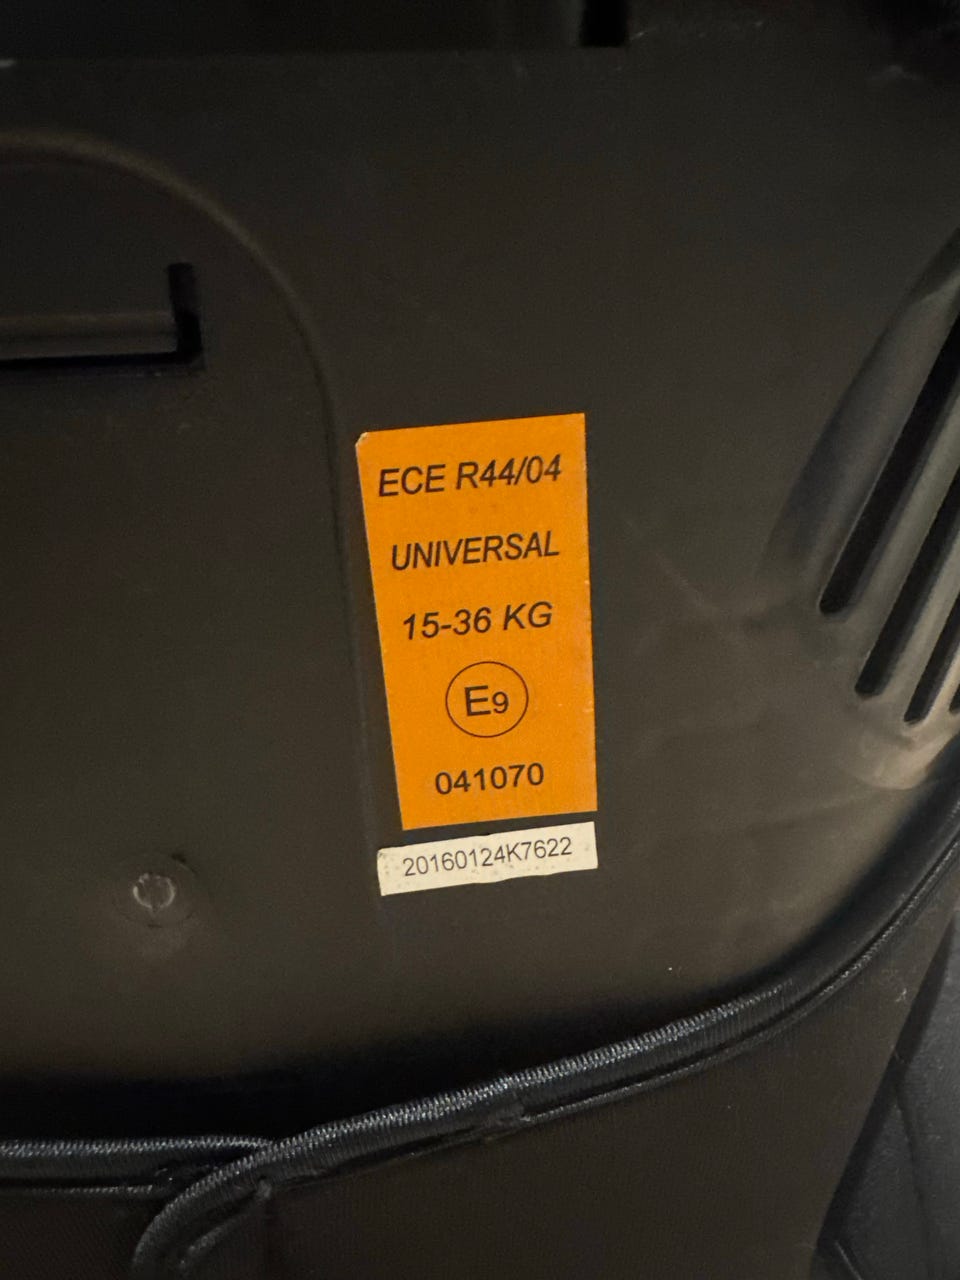 ECE R44/04
UNIVERSAL
15-36 KG
E9
041070
20160124K7622